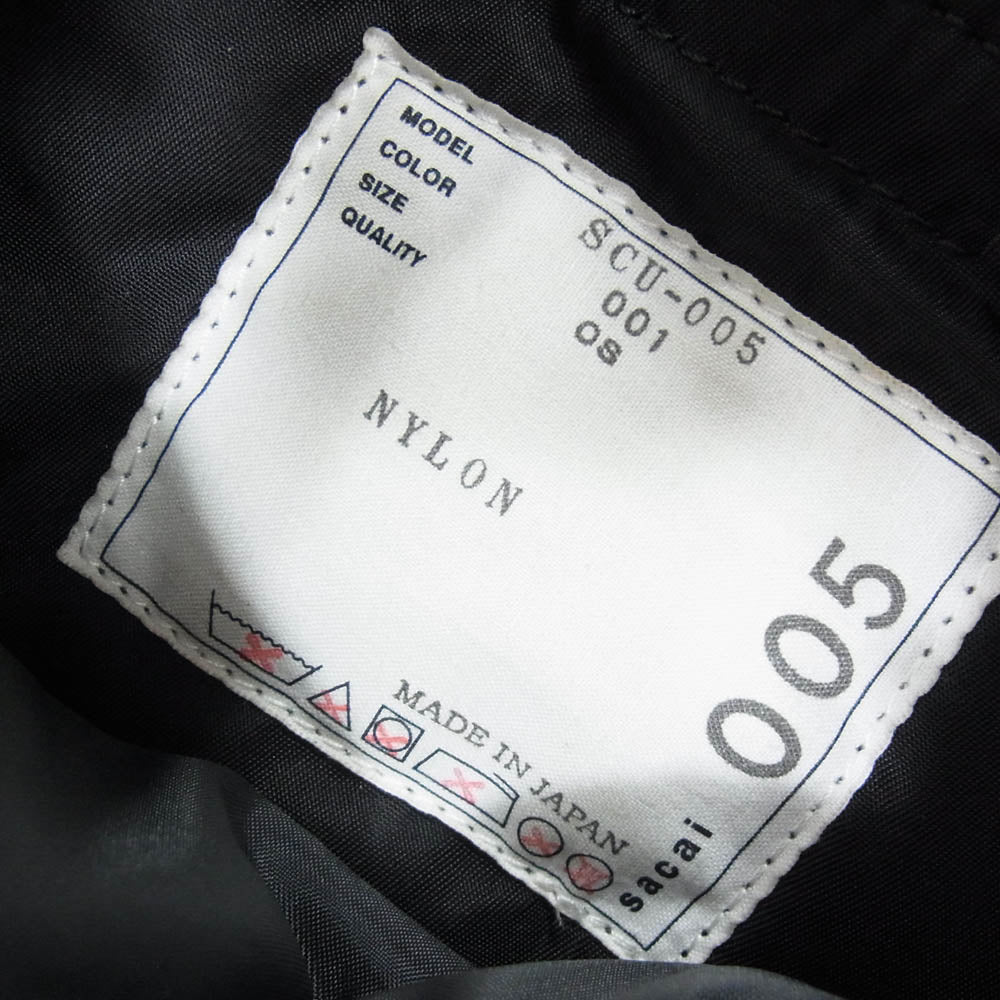 MODEL SCU-005
COLOR 001
SIZE OS
QUALITY
NYLON
005
MADE IN JAPAN
sacai